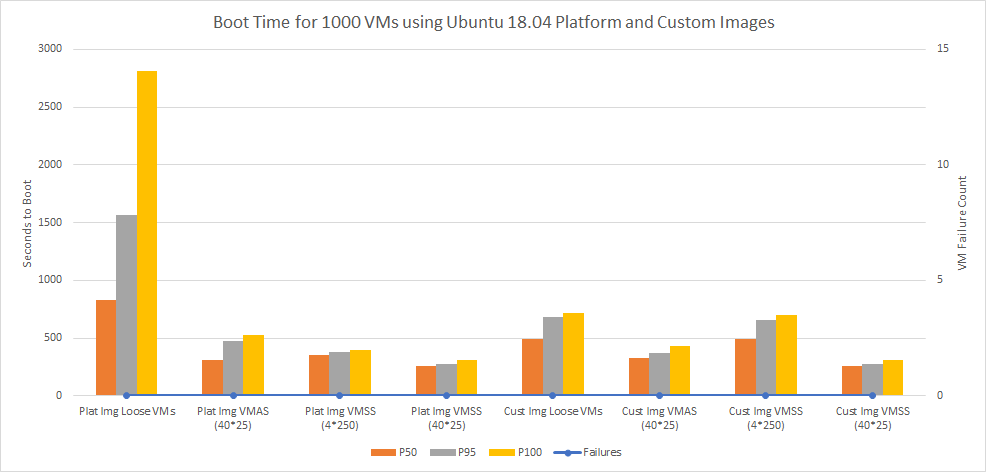 Boot Time for 1000 VMs using Ubuntu 18.04 Platform and Custom Images
3000
2500
2000
1500
1000
500
0
Seconds to Boot
15
10
5
0
VM Failure Count
Plat Img Loose VMs
Plat Img VMAS
(40*25)
Plat Img VMSS
(4*250)
Plat Img VMSS
(40*25)
Cust Img Loose VMs
Cust Img VMAS
(40*25)
Cust Img VMSS
(4*250)
Cust Img VMSS
(40*25)
P50
P95
P100
Failures